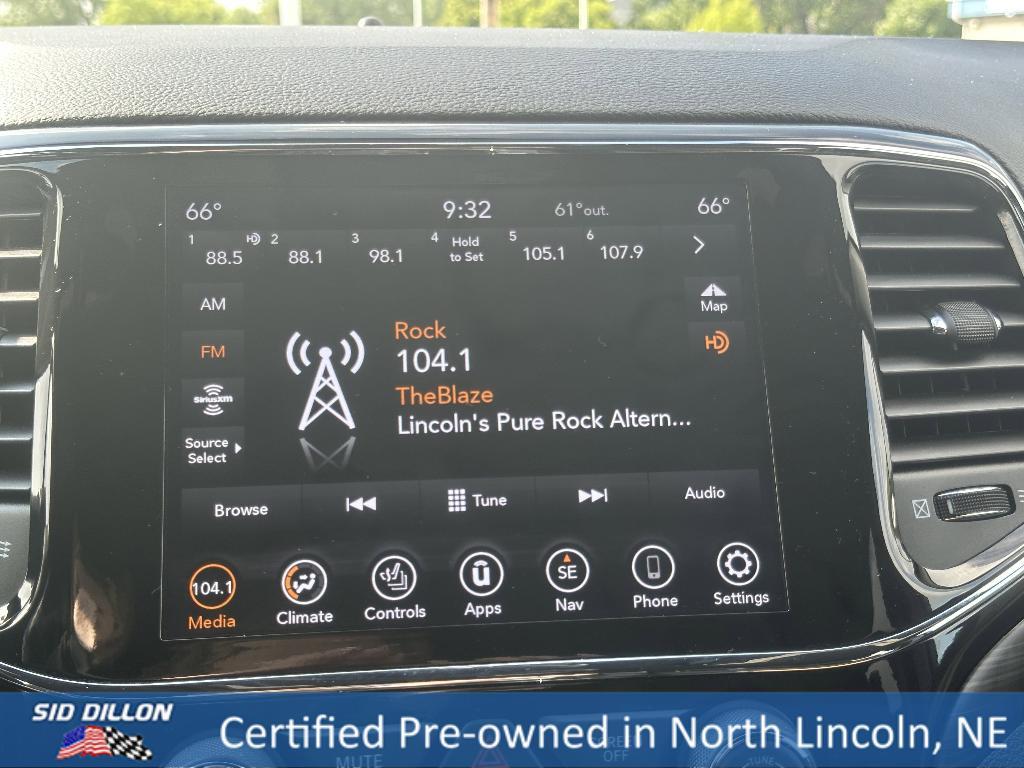 66° 9:32 61°out. 66°
1 88.5 HD 2 88.1 3 98.1 4 Hold to Set 5 105.1 6 107.9
AM
Map
FM
HD
Rock
104.1
TheBlaze
Lincoln's Pure Rock Altern...
SiriusXM
Source
Select
Browse Tune Audio
104.1 SE
Media Climate Controls Apps Nav Phone Settings
SID DILLON
Certified Pre-owned in North Lincoln, NE
MUTE
OFF